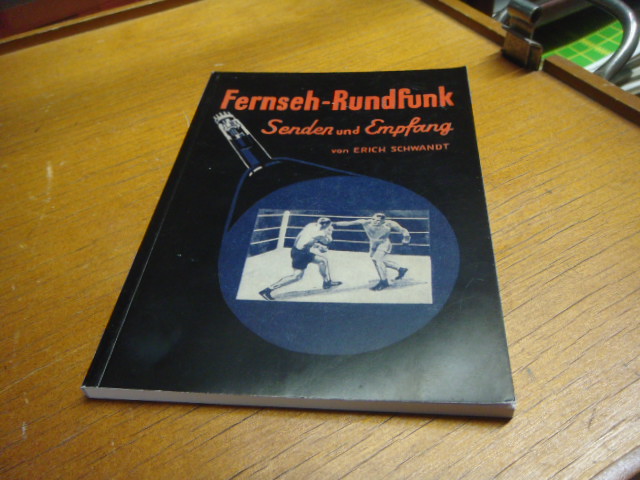 Fernseh-Rundfunk
Senden und Empfang
von ERICH SCHWANDT